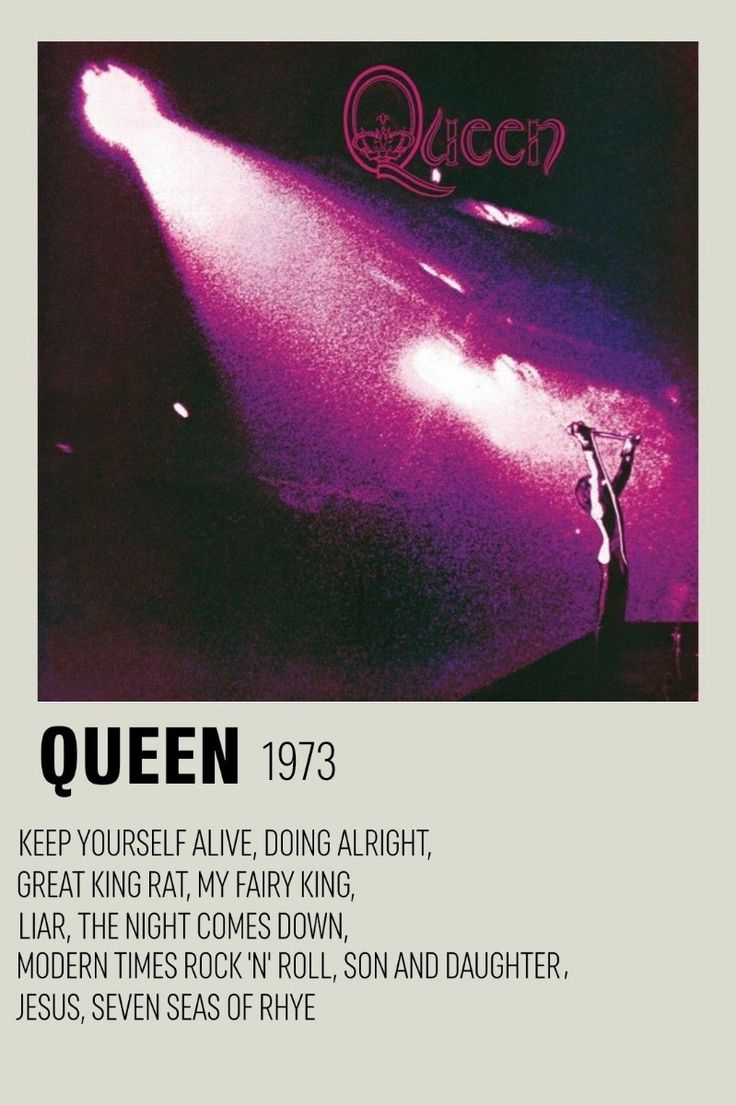 Queen
QUEEN 1973
KEEP YOURSELF ALIVE, DOING ALRIGHT,
GREAT KING RAT, MY FAIRY KING,
LIAR, THE NIGHT COMES DOWN,
MODERN TIMES ROCK 'N' ROLL, SON AND DAUGHTER,
JESUS, SEVEN SEAS OF RHYE